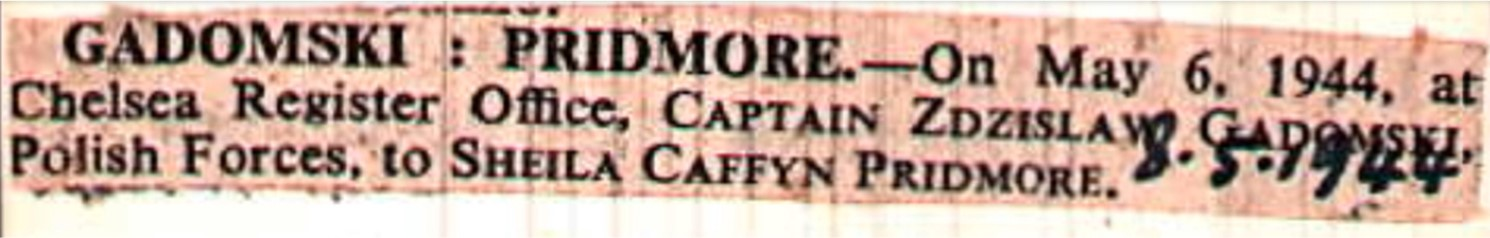 GADOMSKI : PRIDMORE.—On May 6, 1944, at
Chelsea Register Office, CAPTAIN ZDZISLAW GADOMSKI,
Polish Forces, to SHEILA CAFFYN PRIDMORE.
8.5.1944